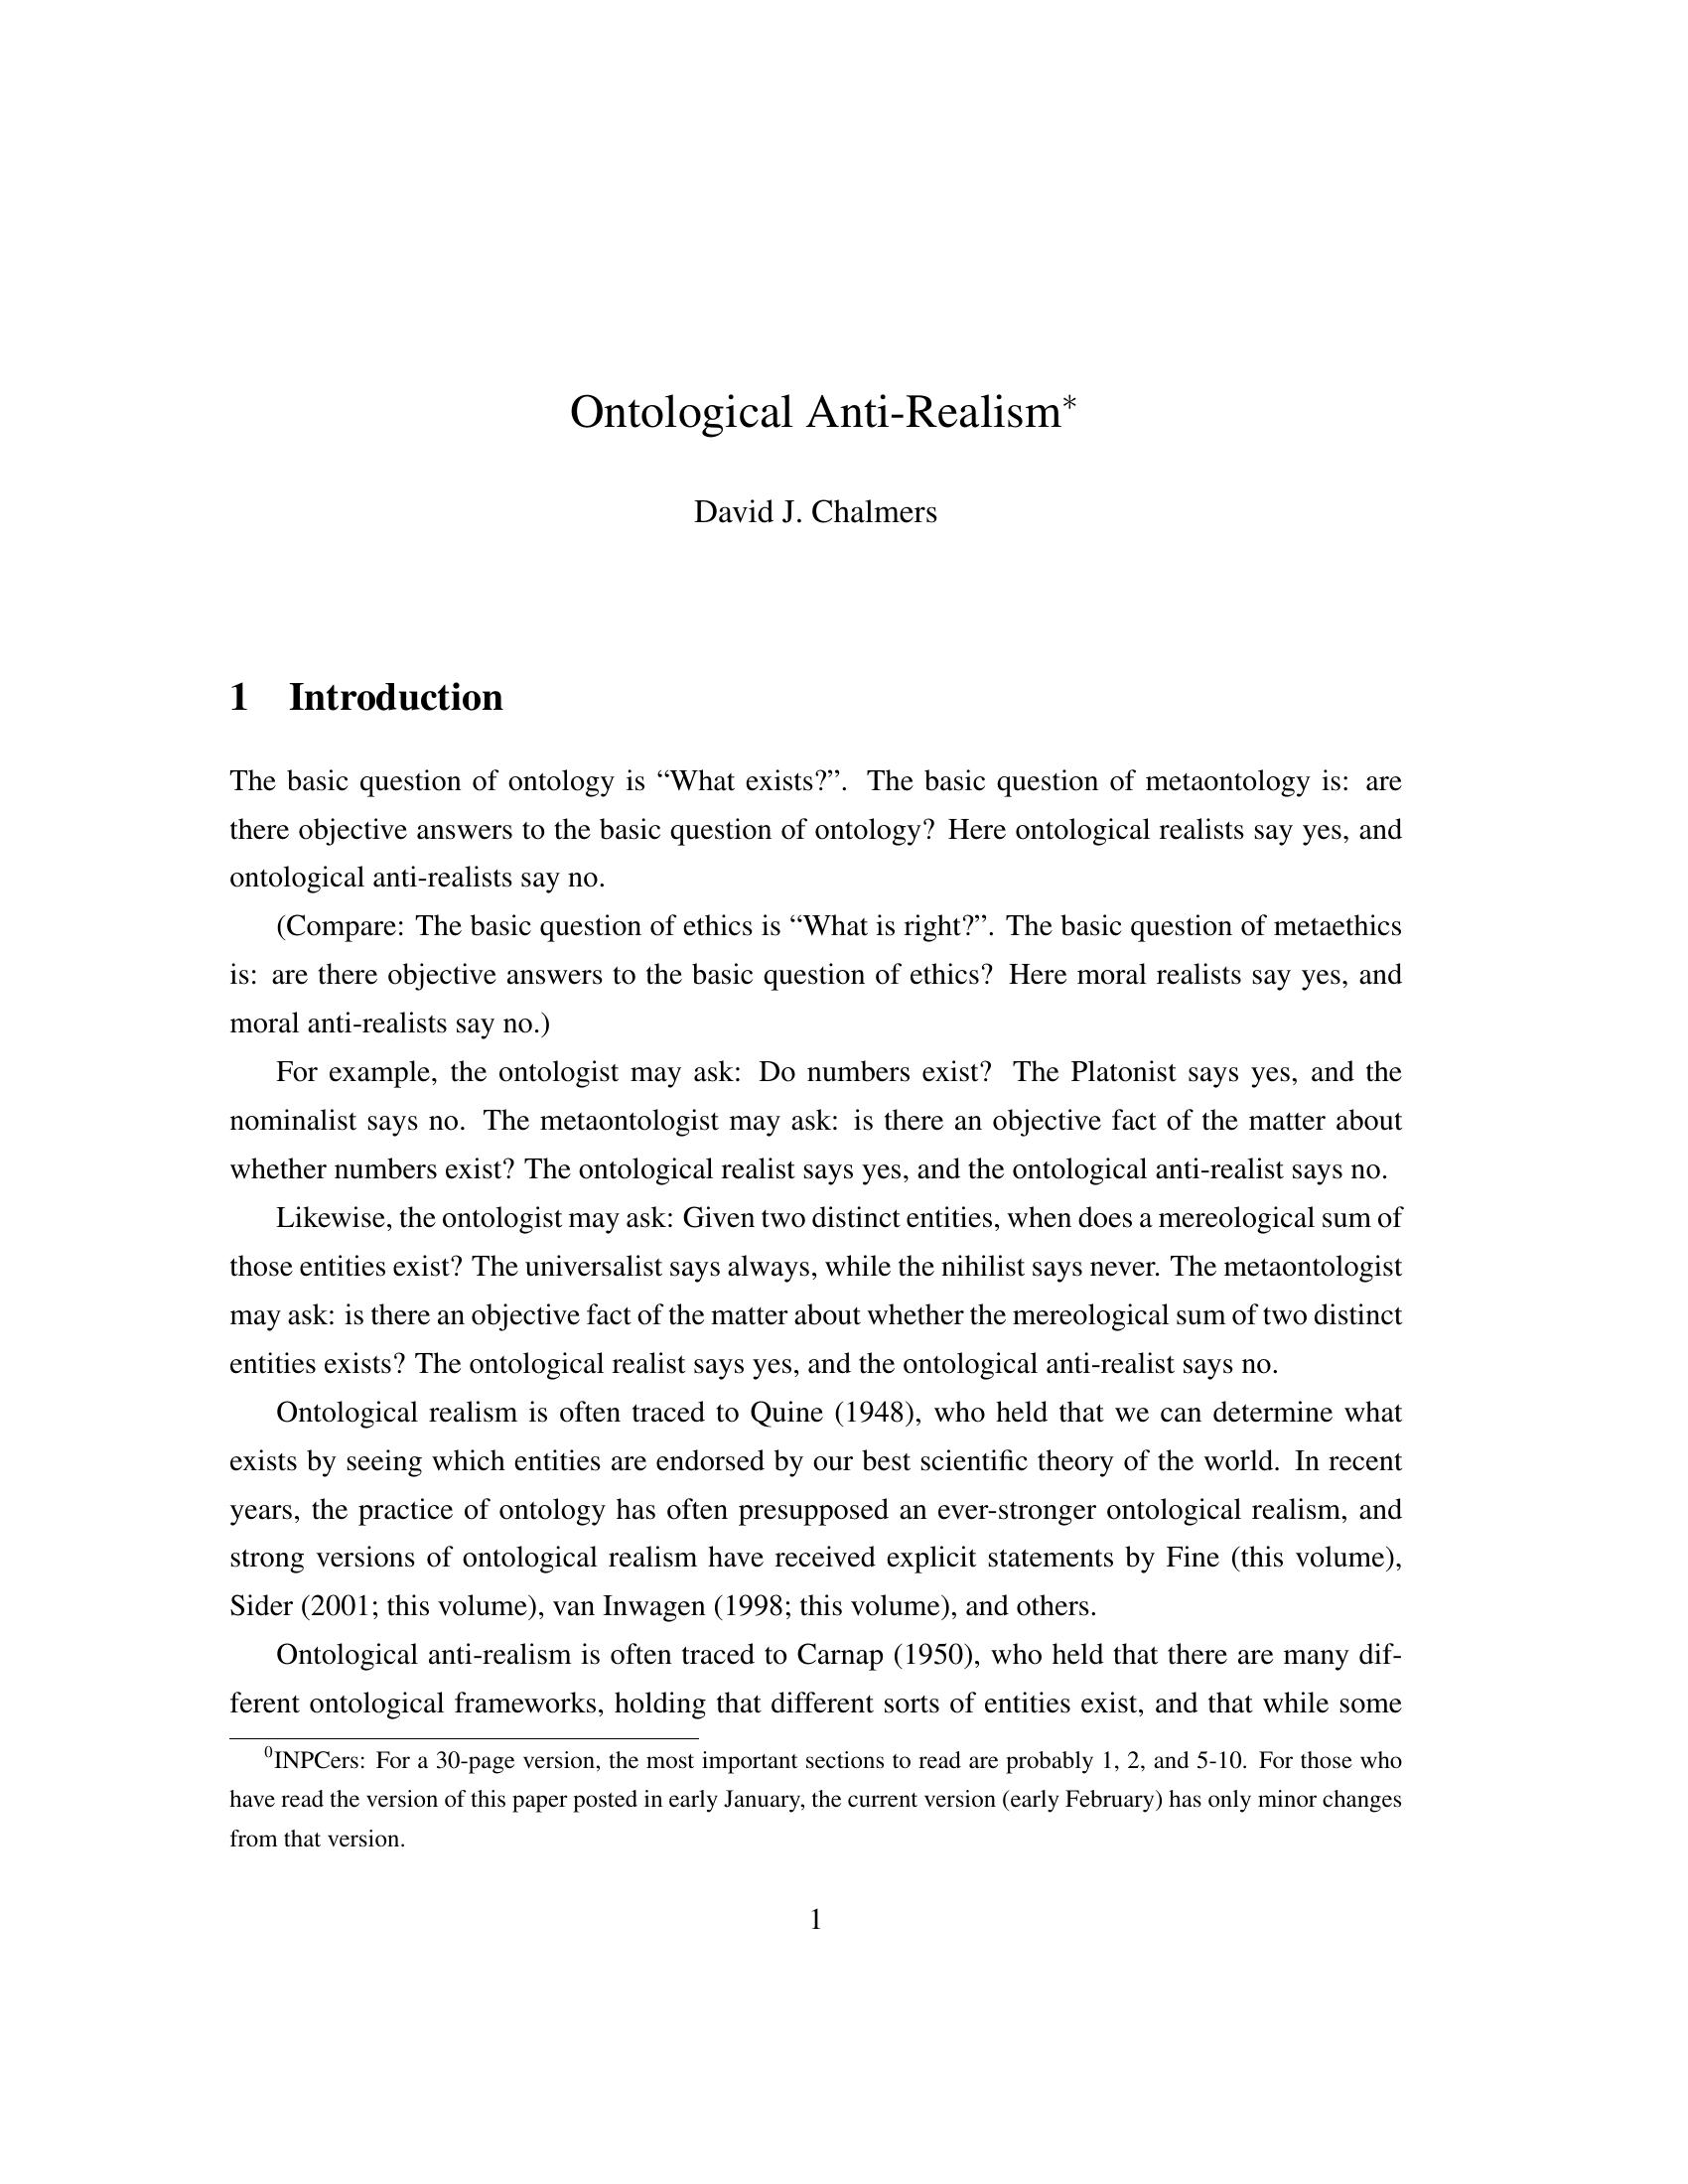 Ontological Anti-Realism*
David J. Chalmers
1 Introduction
The basic question of ontology is “What exists?”. The basic question of metaontology is: are
there objective answers to the basic question of ontology? Here ontological realists say yes, and
ontological anti-realists say no.
(Compare: The basic question of ethics is “What is right?”. The basic question of metaethics
is: are there objective answers to the basic question of ethics? Here moral realists say yes, and
moral anti-realists say no.)
For example, the ontologist may ask: Do numbers exist? The Platonist says yes, and the
nominalist says no. The metaontologist may ask: is there an objective fact of the matter about
whether numbers exist? The ontological realist says yes, and the ontological anti-realist says no.
Likewise, the ontologist may ask: Given two distinct entities, when does a mereological sum of
those entities exist? The universalist says always, while the nihilist says never. The metaontologist
may ask: is there an objective fact of the matter about whether the mereological sum of two distinct
entities exists? The ontological realist says yes, and the ontological anti-realist says no.
Ontological realism is often traced to Quine (1948), who held that we can determine what
exists by seeing which entities are endorsed by our best scientific theory of the world. In recent
years, the practice of ontology has often presupposed an ever-stronger ontological realism, and
strong versions of ontological realism have received explicit statements by Fine (this volume),
Sider (2001; this volume), van Inwagen (1998; this volume), and others.
Ontological anti-realism is often traced to Carnap (1950), who held that there are many dif-
ferent ontological frameworks, holding that different sorts of entities exist, and that while some
0INPCers: For a 30-page version, the most important sections to read are probably 1, 2, and 5-10. For those who
have read the version of this paper posted in early January, the current version (early February) has only minor changes
from that version.
1